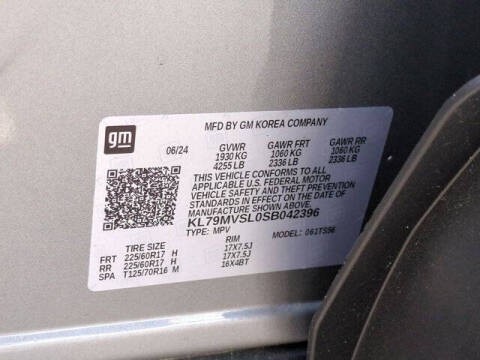 gm
MFD BY GM KOREA COMPANY
06/24 GVWR GAWR FRT GAWR RR
1930 KG 1060 KG 1060 KG
4255 LB 2336 LB 2336 LB
THIS VEHICLE CONFORMS TO ALL
APPLICABLE U.S. FEDERAL MOTOR
VEHICLE SAFETY AND THEFT PREVENTION
STANDARDS IN EFFECT ON THE DATE OF
MANUFACTURE SHOWN ABOVE.
KL79MVSL0SB042396
TYPE: MPV MODEL: 061TS56
TIRE SIZE RIM
FRT 225/60R17 H 17X7.5J
RR 225/60R17 H 17X7.5J
SPA T125/70R16 M 16X4BT